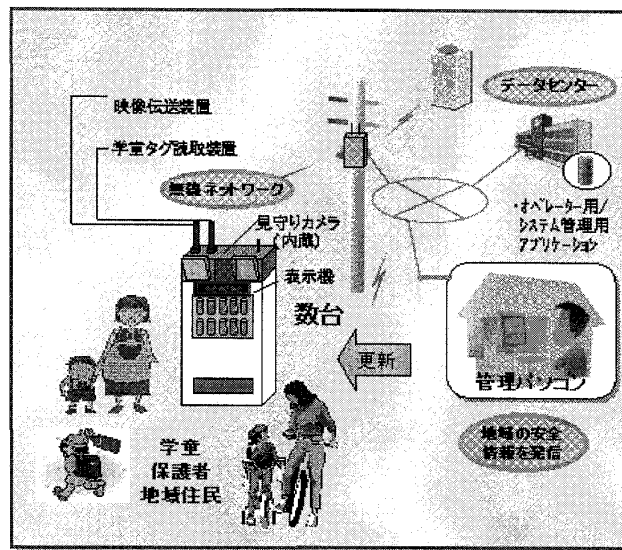 映像伝送装置
学童タグ読取装置
無線ネットワーク
見守りカメラ
(内蔵)
表示機
数台
データセンター
・オペレーター用/
システム管理用
アプリケーション
更新
管理パソコン
地域の安全
情報を発信
学童
保護者
地域住民